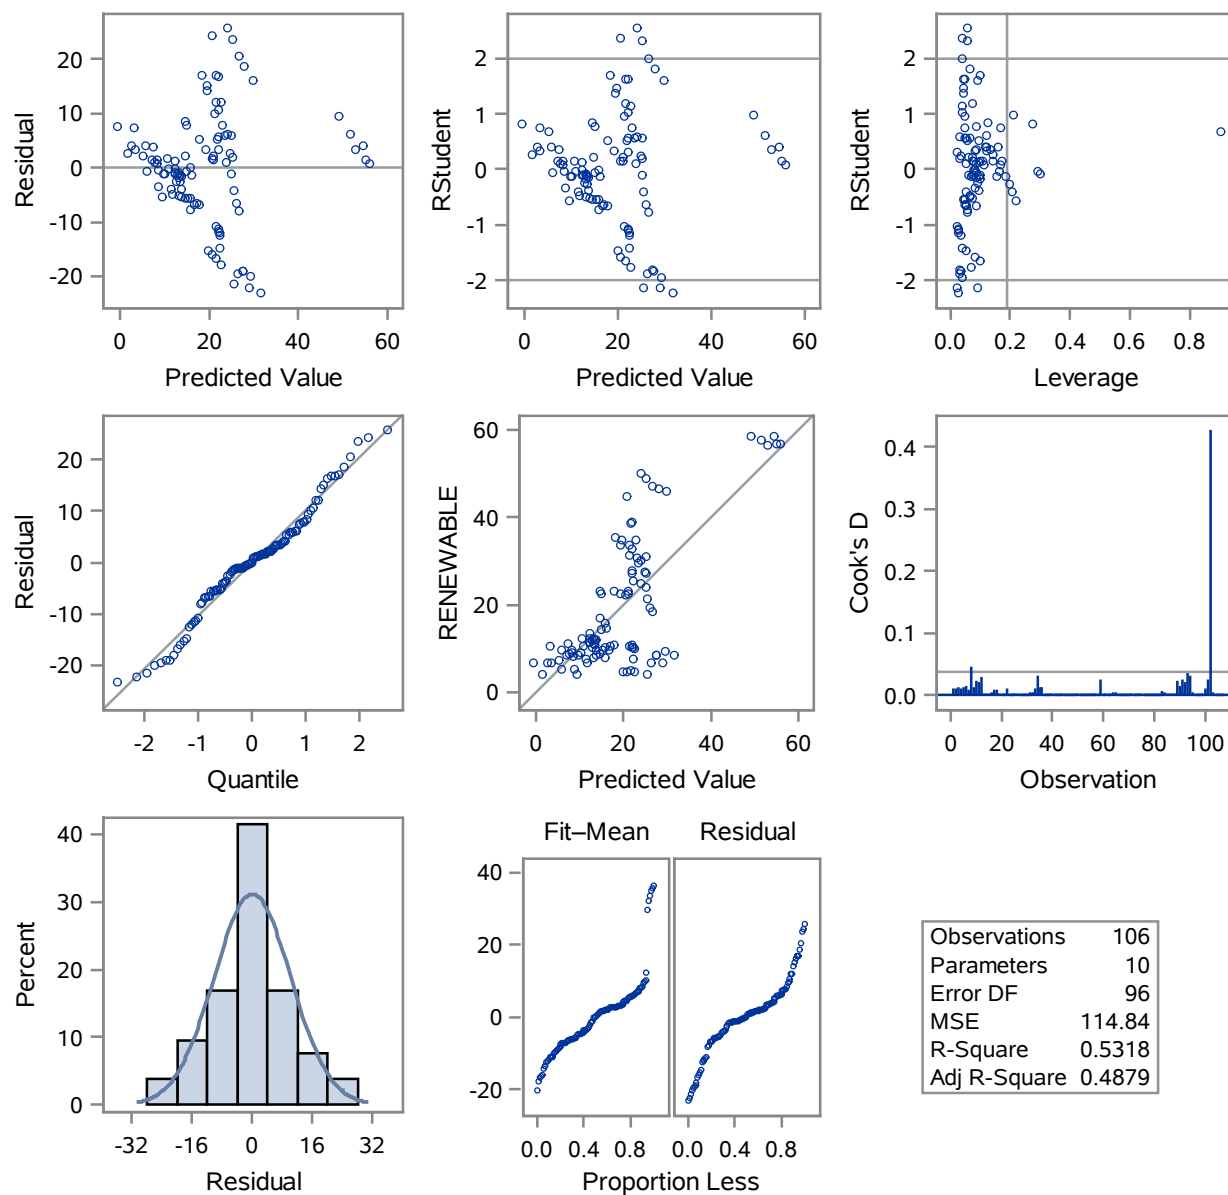 20
10
0
-10
-20
Residual
0 20 40 60
Predicted Value
2
1
0
-1
-2
RStudent
0 20 40 60
Predicted Value
2
1
0
-1
-2
RStudent
0.0 0.2 0.4 0.6 0.8
Leverage
20
10
0
-10
-20
Residual
-2 -1 0 1 2
Quantile
60
40
20
0
RENEWABLE
0 20 40 60
Predicted Value
0.4
0.3
0.2
0.1
0.0
Cook's D
0 20 40 60 80 100
Observation
40
30
20
10
0
Percent
-32 -16 0 16 32
Residual
Fit–Mean Residual
40
20
0
-20
0.0 0.4 0.8 0.0 0.4 0.8
Proportion Less
Observations 106
Parameters 10
Error DF 96
MSE 114.84
R-Square 0.5318
Adj R-Square 0.4879